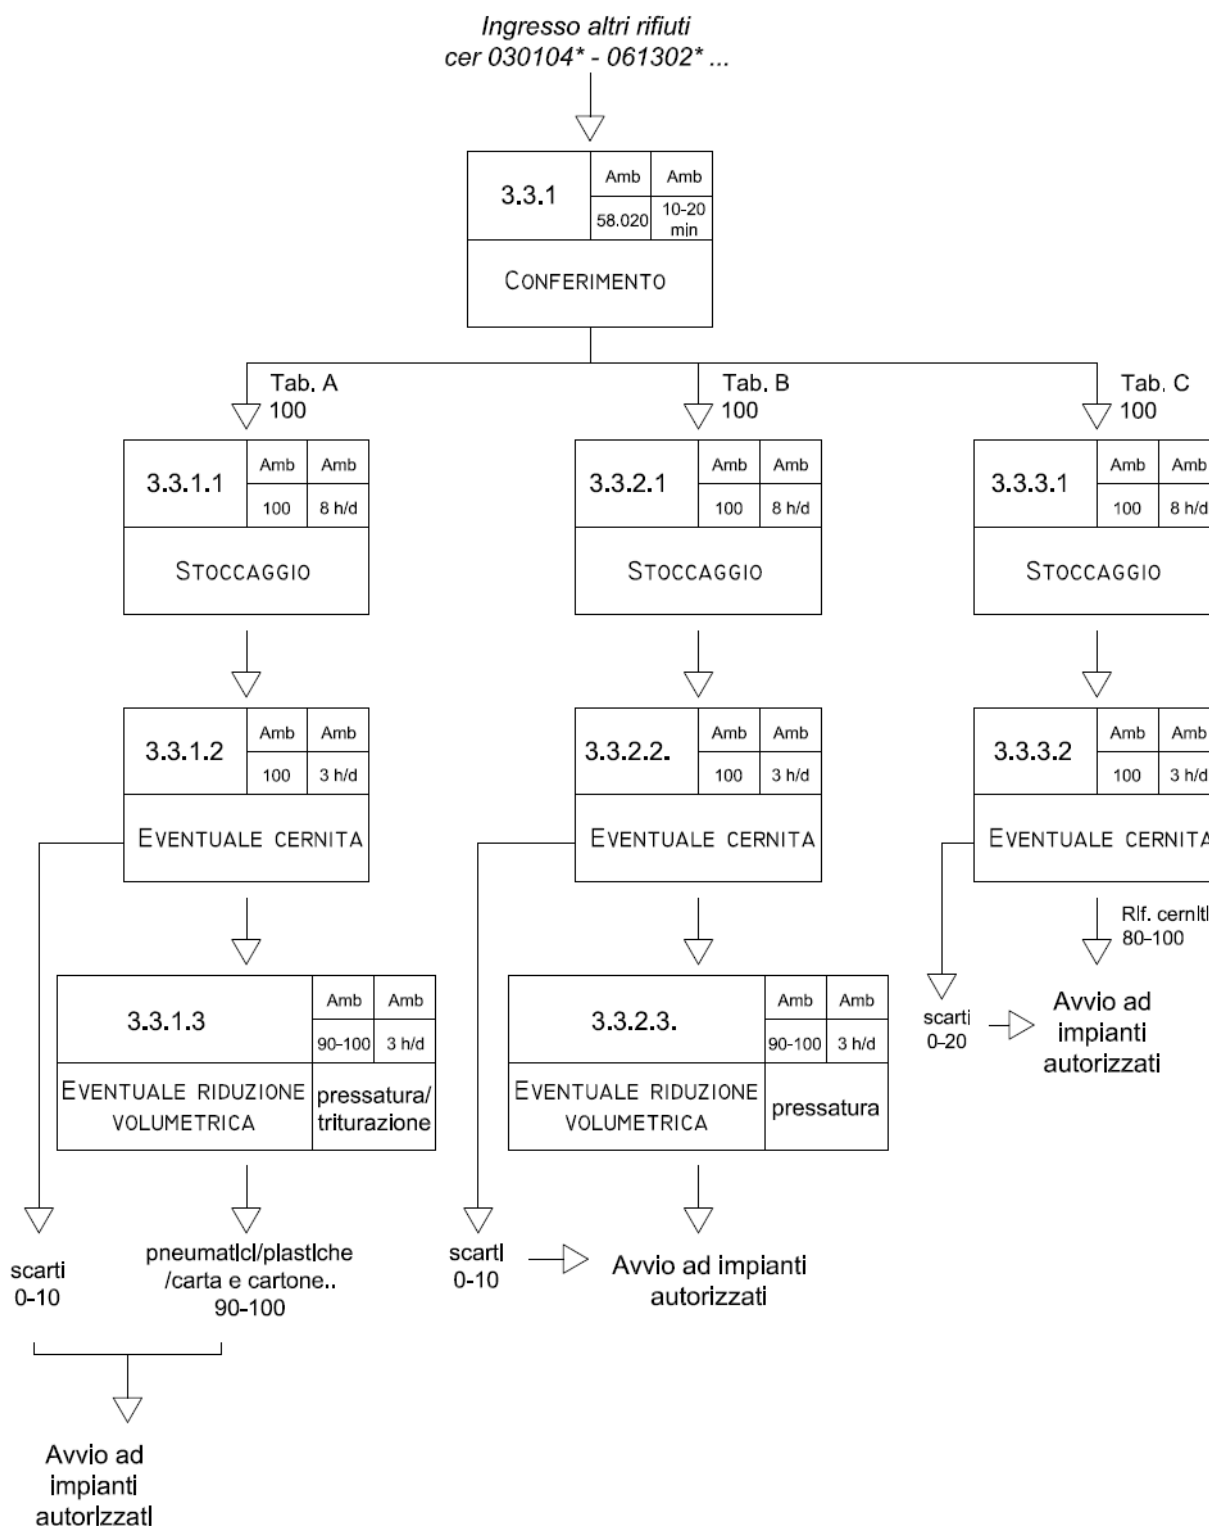 Ingresso altri rifiuti
cer 030104* - 061302* ...
3.3.1
Amb
Amb
58.020
10-20
min
CONFERIMENTO
Tab. A
100
Tab. B
100
Tab. C
100
3.3.1.1
Amb
Amb
100
8 h/d
STOCCAGGIO
3.3.2.1
Amb
Amb
100
8 h/d
STOCCAGGIO
3.3.3.1
Amb
Amb
100
8 h/d
STOCCAGGIO
3.3.1.2
Amb
Amb
100
3 h/d
EVENTUALE CERNITA
3.3.2.2.
Amb
Amb
100
3 h/d
EVENTUALE CERNITA
3.3.3.2
Amb
Amb
100
3 h/d
EVENTUALE CERNITA
Rif. cerniti
80-100
3.3.1.3
Amb
Amb
90-100
3 h/d
EVENTUALE RIDUZIONE
VOLUMETRICA
pressatura/
triturazione
3.3.2.3.
Amb
Amb
90-100
3 h/d
EVENTUALE RIDUZIONE
VOLUMETRICA
pressatura
scarti
0-20
Avvio ad
impianti
autorizzati
scarti
0-10
pneumatici/plastiche
/carta e cartone..
90-100
scarti
0-10
Avvio ad impianti
autorizzati
Avvio ad
impianti
autorizzati